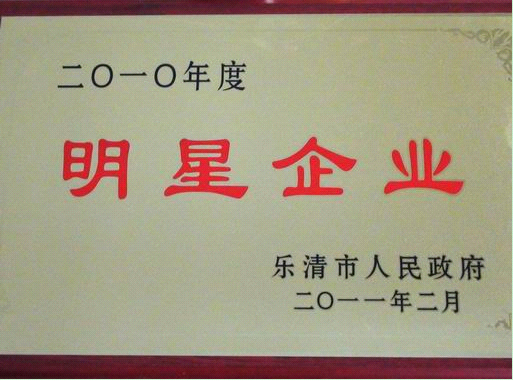 二〇一〇年度
明星企业
乐清市人民政府
二〇一一年二月